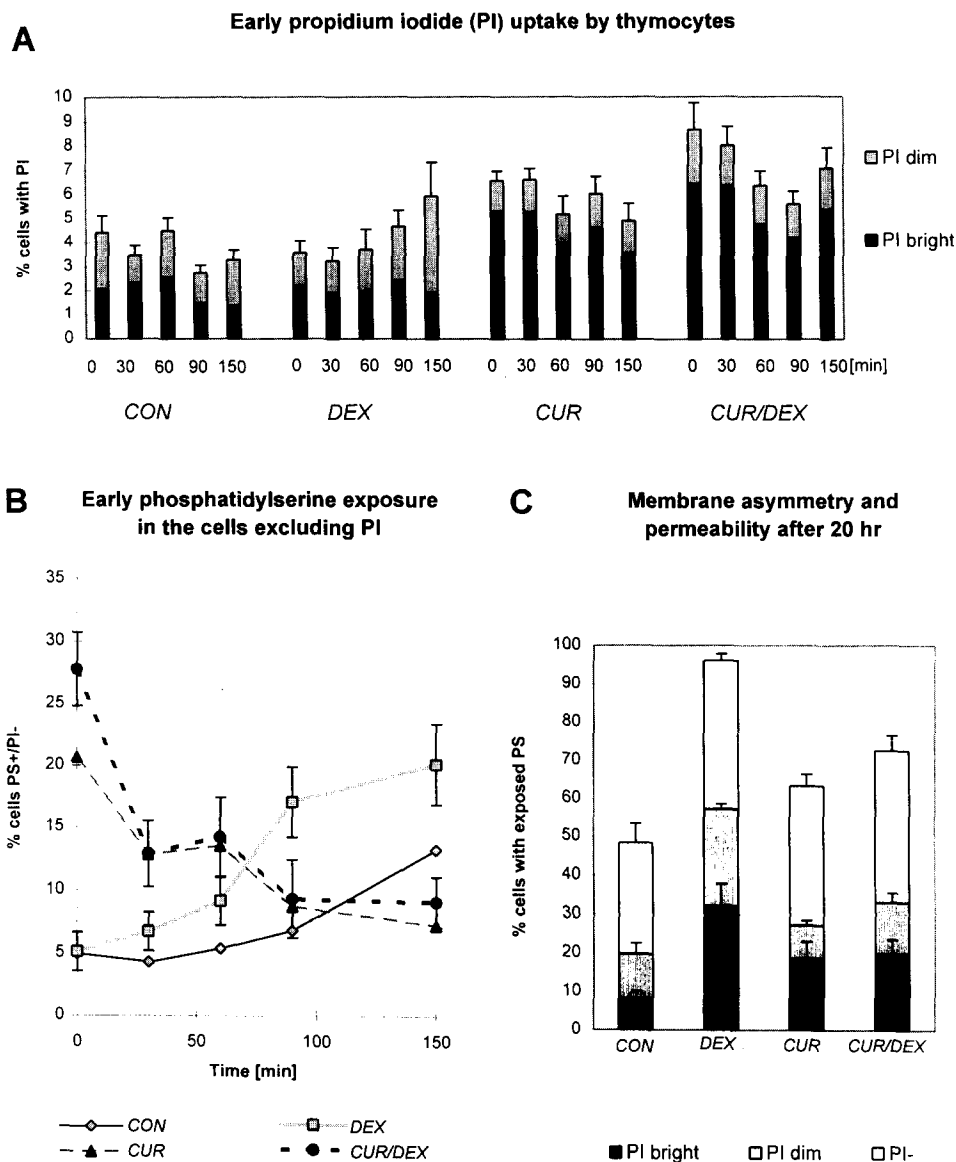 Early propidium iodide (PI) uptake by thymocytes
A
10
9
8
7
6
5
4
3
2
1
0
% cells with PI
PI dim
PI bright
0 30 60 90 150 0 30 60 90 150 0 30 60 90 150 0 30 60 90 150[min]
CON DEX CUR CUR/DEX
B
Early phosphatidylserine exposure
in the cells excluding PI
35
30
25
20
15
10
5
0
% cells PS+/PI-
0 50 100 150
Time [min]
CON DEX
CUR CUR/DEX
C
Membrane asymmetry and
permeability after 20 hr
100
90
80
70
60
50
40
30
20
10
0
% cells with exposed PS
CON DEX CUR CUR/DEX
PI bright PI dim PI-